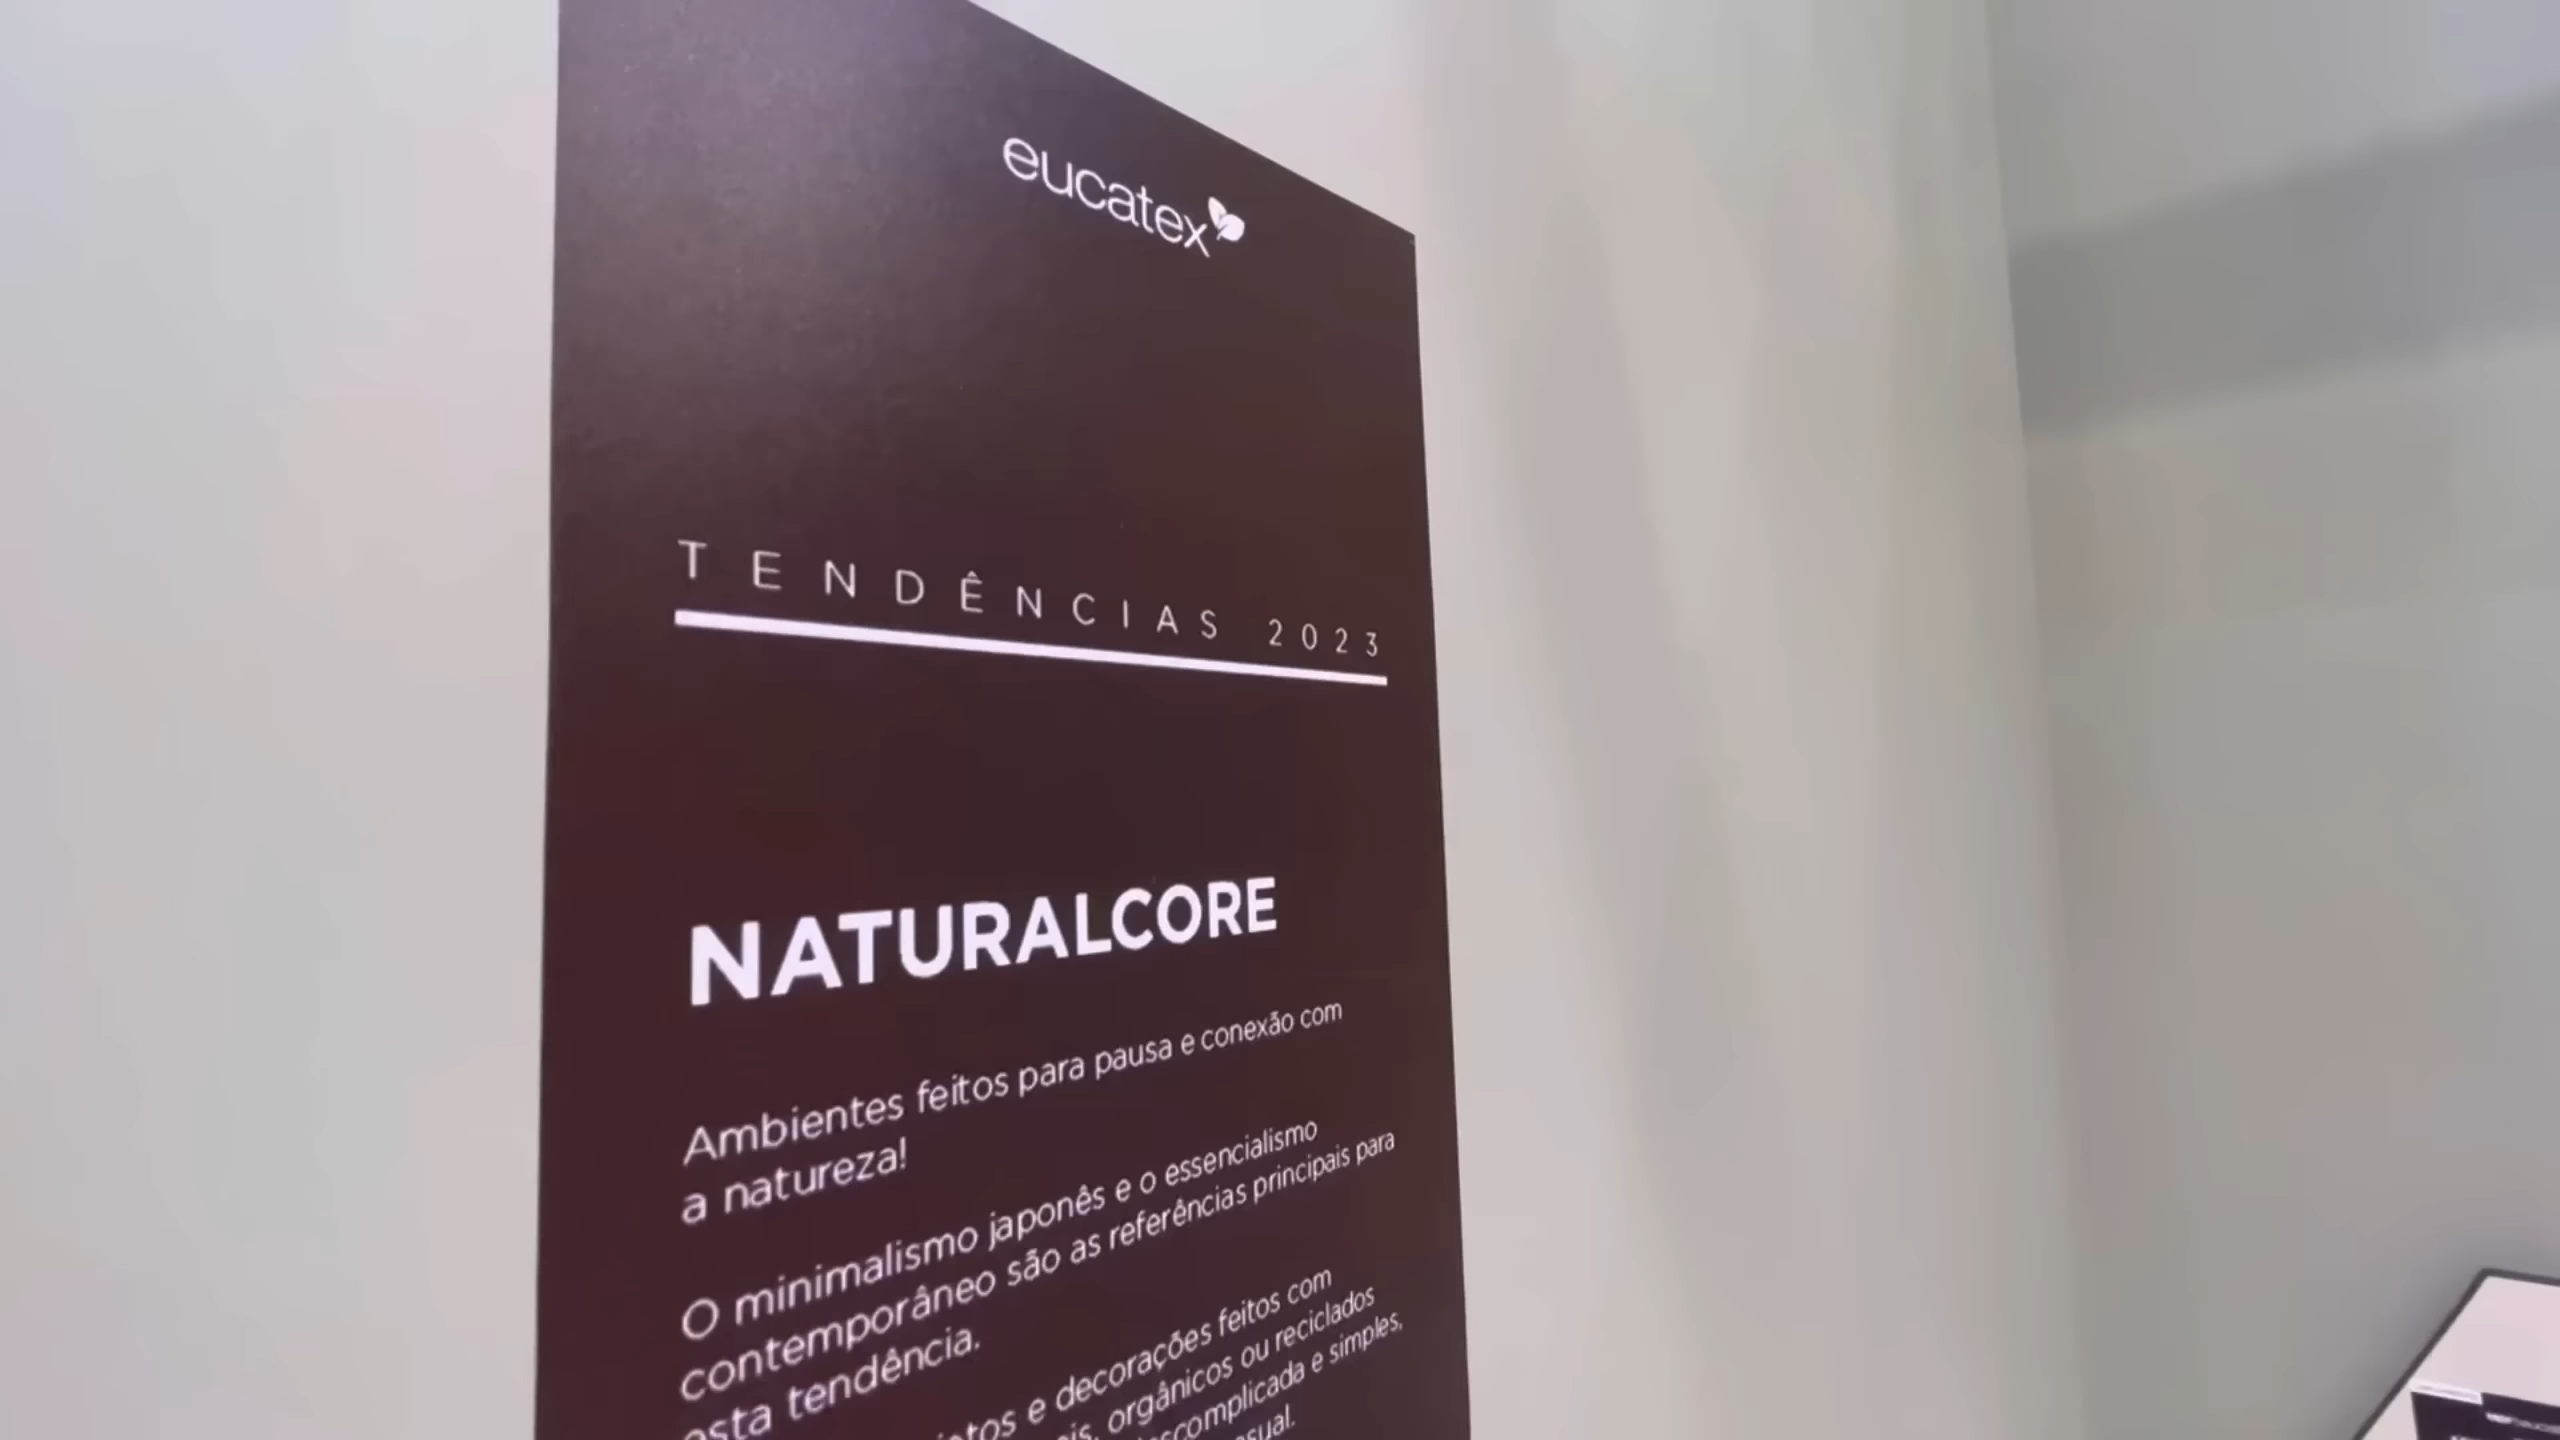 eucatex
TENDÊNCIAS 2023
NATURALCORE
Ambientes feitos para pausa e conexão com
a natureza!
O minimalismo japonês e o essencialismo
contemporâneo são as referências principais para
esta tendência.
e decorações feitos com
orgânicos ou reciclados
e simples,